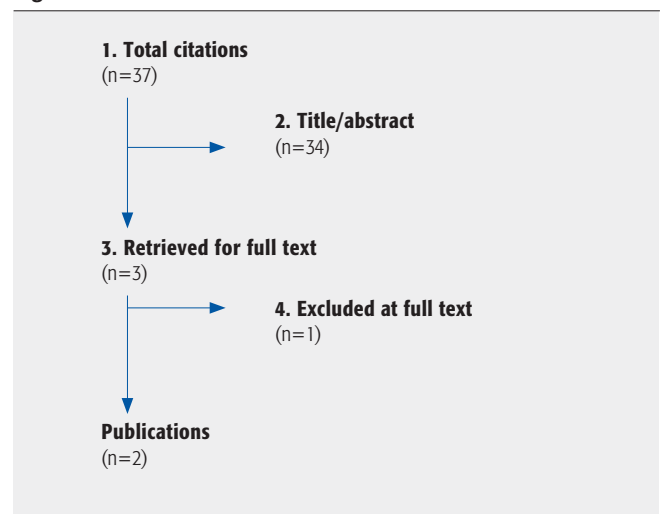 1. Total citations
(n=37)
2. Title/abstract
(n=34)
3. Retrieved for full text
(n=3)
4. Excluded at full text
(n=1)
Publications
(n=2)